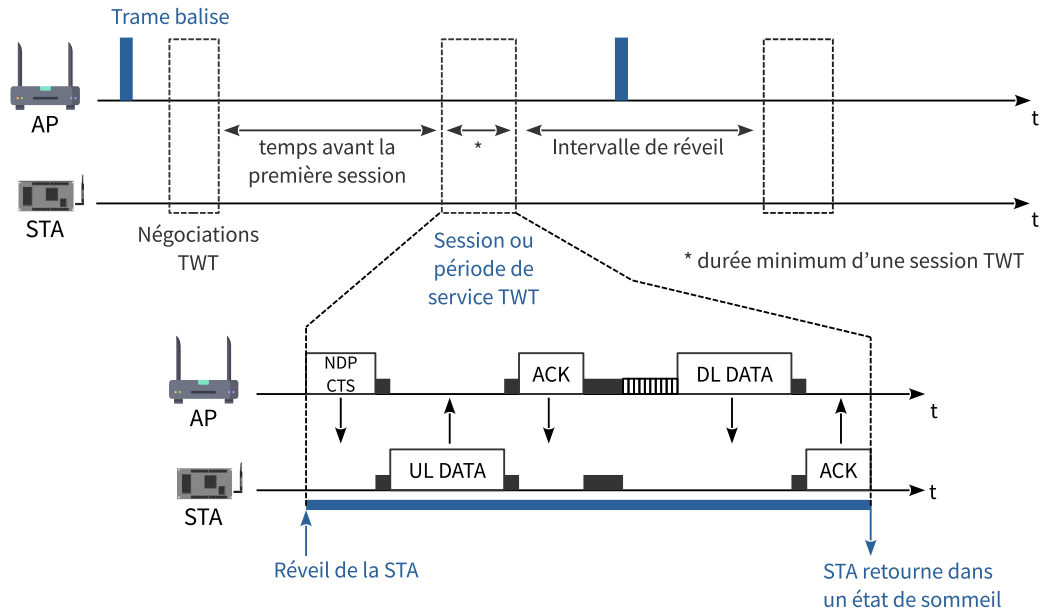 Trame balise
AP
t
temps avant la
première session
*
Intervalle de réveil
STA
t
Négociations
TWT
Session ou
période de
service TWT
* durée minimum d’une session TWT
NDP
CTS
ACK
DL DATA
AP
t
UL DATA
ACK
STA
t
Réveil de la STA
STA retourne dans
un état de sommeil